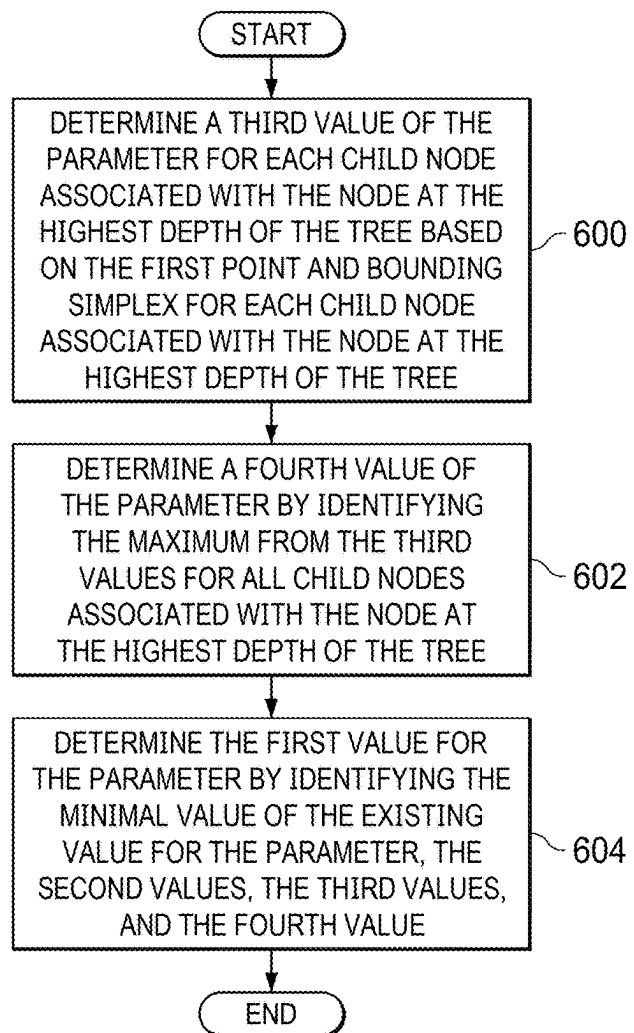 START
DETERMINE A THIRD VALUE OF THE
PARAMETER FOR EACH CHILD NODE
ASSOCIATED WITH THE NODE AT THE
HIGHEST DEPTH OF THE TREE BASED
ON THE FIRST POINT AND BOUNDING
SIMPLEX FOR EACH CHILD NODE
ASSOCIATED WITH THE NODE AT THE
HIGHEST DEPTH OF THE TREE
600
DETERMINE A FOURTH VALUE OF
THE PARAMETER BY IDENTIFYING
THE MAXIMUM FROM THE THIRD
VALUES FOR ALL CHILD NODES
ASSOCIATED WITH THE NODE AT
THE HIGHEST DEPTH OF THE TREE
602
DETERMINE THE FIRST VALUE FOR
THE PARAMETER BY IDENTIFYING THE
MINIMAL VALUE OF THE EXISTING
VALUE FOR THE PARAMETER, THE
SECOND VALUES, THE THIRD VALUES,
AND THE FOURTH VALUE
604
END